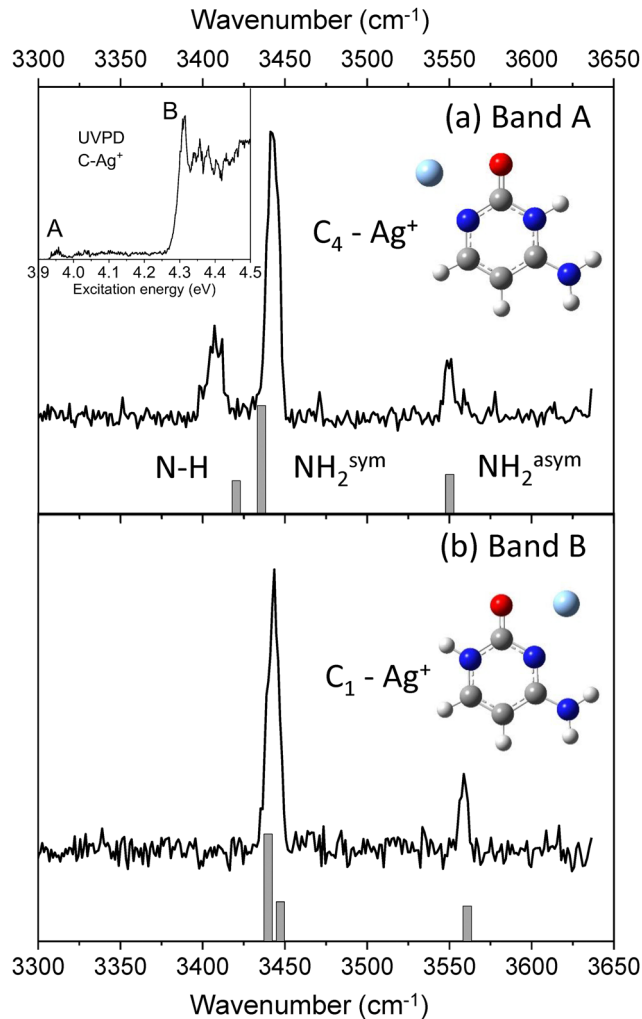 Wavenumber (cm-1)
3300 3350 3400 3450 3500 3550 3600 3650
(a) Band A
B
UVPD
C-Ag+
A
3.9 4.0 4.1 4.2 4.3 4.4 4.5
Excitation energy (eV)
C4 - Ag+
N-H NH2sym NH2asym
(b) Band B
C1 - Ag+
3300 3350 3400 3450 3500 3550 3600 3650
Wavenumber (cm-1)